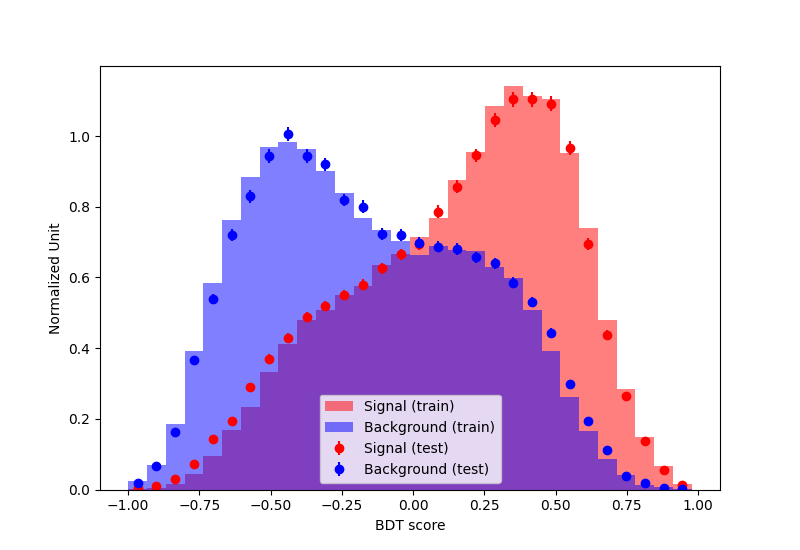 Normalized Unit
1.0
0.8
0.6
0.4
0.2
0.0
−1.00 −0.75 −0.50 −0.25 0.00 0.25 0.50 0.75 1.00
BDT score
Signal (train)
Background (train)
Signal (test)
Background (test)